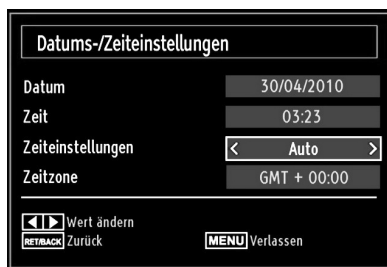 Datums-/Zeiteinstellungen
Datum 30/04/2010
Zeit 03:23
Zeiteinstellungen < Auto >
Zeitzone GMT + 00:00
Wert ändern
RET/BACK Zurück MENU Verlassen